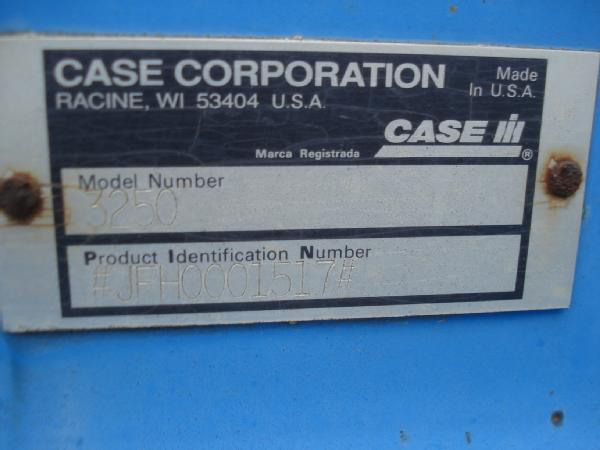 CASE CORPORATION
RACINE, WI 53404 U.S.A.
Made
In U.S.A.
CASE IH
Marca Registrada
®
Model Number
3250
Product Identification Number
#JFH0001517#